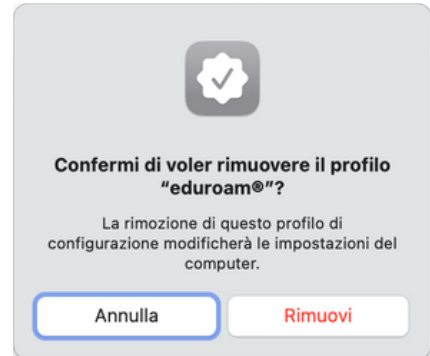 Confermi di voler rimuovere il profilo
“eduroam®”?
La rimozione di questo profilo di
configurazione modificherà le impostazioni del
computer.
Annulla
Rimuovi